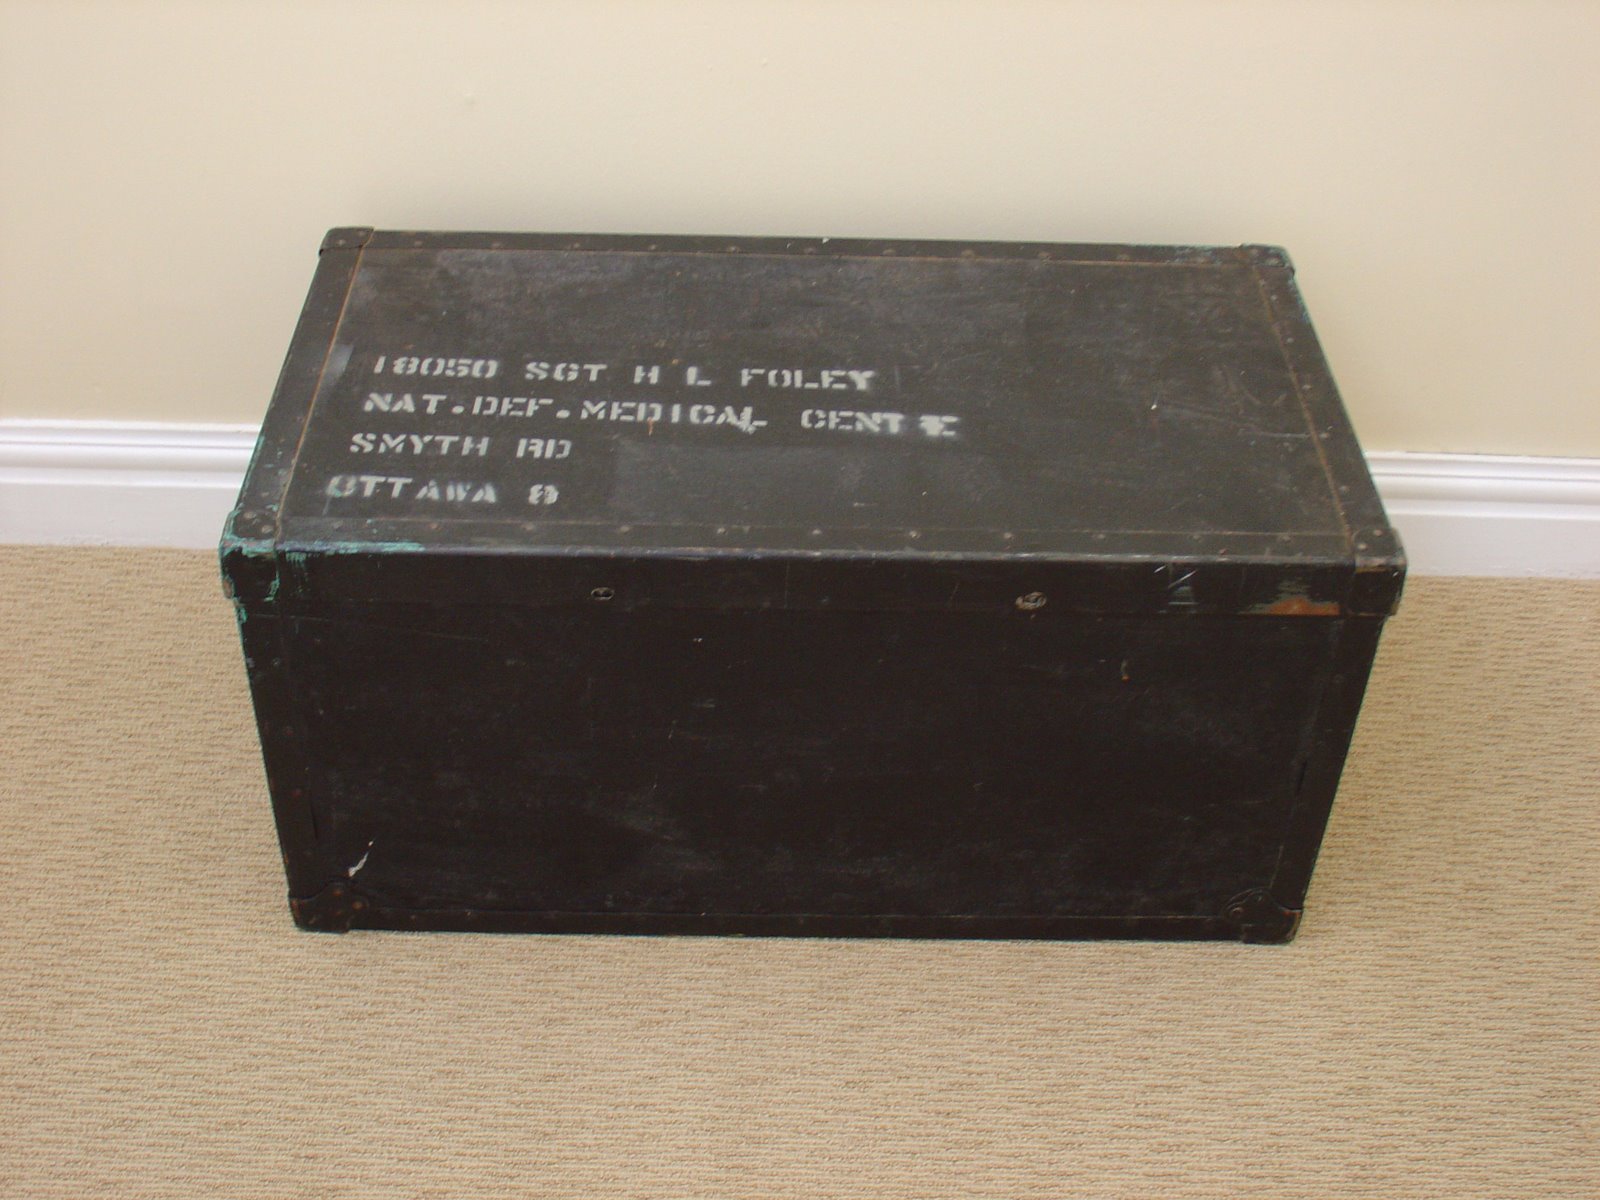 18050 SGT H L FOLEY
NAT.DEF.MEDICAL CENTRE
SMYTH RD
OTTAWA 8